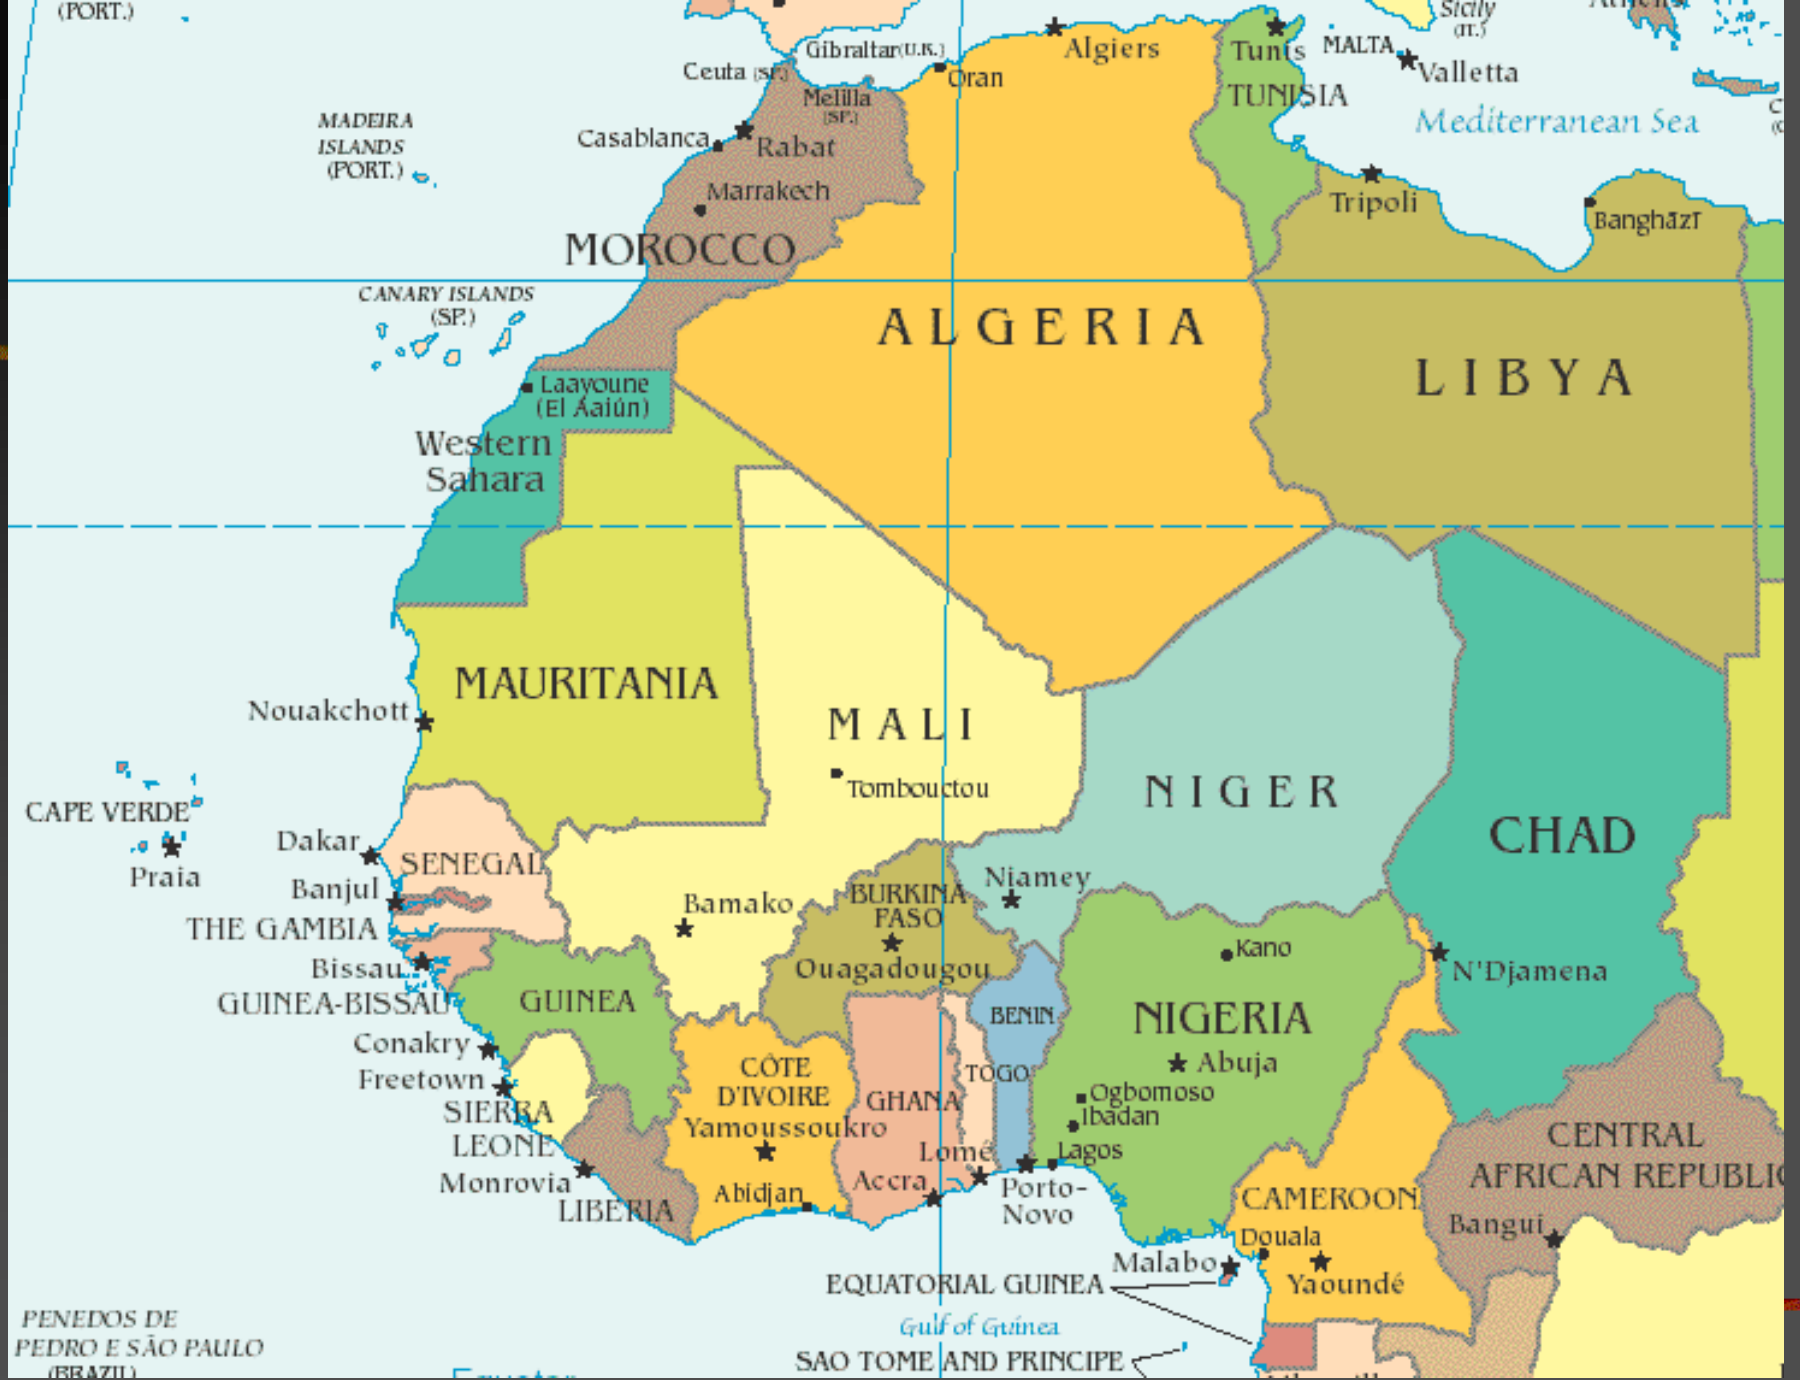 (PORT.)
Sicily
(IT.)
Gibraltar(U.K.)
Algiers
Tunis
MALTA
Valletta
Ceuta (SP.)
Oran
Melilla
(SP.)
TUNISIA
Mediterranean Sea
MADEIRA
ISLANDS
(PORT.)
Casablanca
Rabat
Marrakech
Tripoli
Banghāzī
MOROCCO
CANARY ISLANDS
(SP.)
ALGERIA
LIBYA
Laayoune
(El Aaiún)
Western
Sahara
MAURITANIA
Nouakchott
MALI
Tombouctou
NIGER
CHAD
CAPE VERDE
Praia
Dakar
SENEGAL
Banjul
THE GAMBIA
Bissau
GUINEA-BISSAU
Bamako
BURKINA
FASO
Ouagadougou
Niamey
Kano
N'Djamena
GUINEA
BENIN
NIGERIA
Abuja
Conakry
Freetown
SIERRA
LEONE
Monrovia
LIBERIA
CÔTE
D'IVOIRE
Yamoussoukro
Abidjan
GHANA
TOGO
Accra
Lomé
Porto-
Novo
Ogbomoso
Ibadan
Lagos
CENTRAL
AFRICAN REPUBLIC
Bangui
CAMEROON
Douala
Yaoundé
Malabo
EQUATORIAL GUINEA
Gulf of Guinea
SAO TOME AND PRINCIPE
PENEDOS DE
PEDRO E SÃO PAULO
(BRAZIL)
Equator